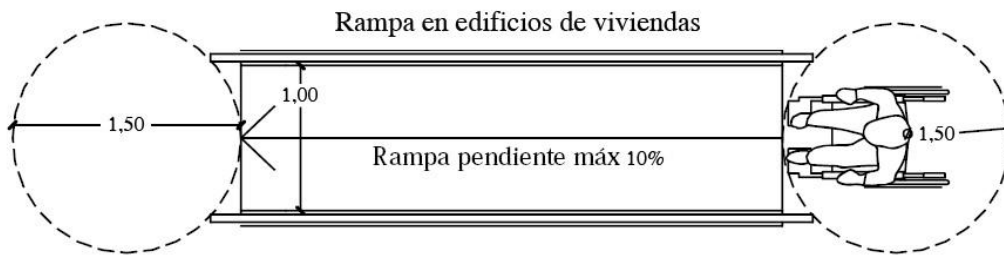 Rampa en edificios de viviendas
1,00
1,50
1,50
Rampa pendiente máx 10%